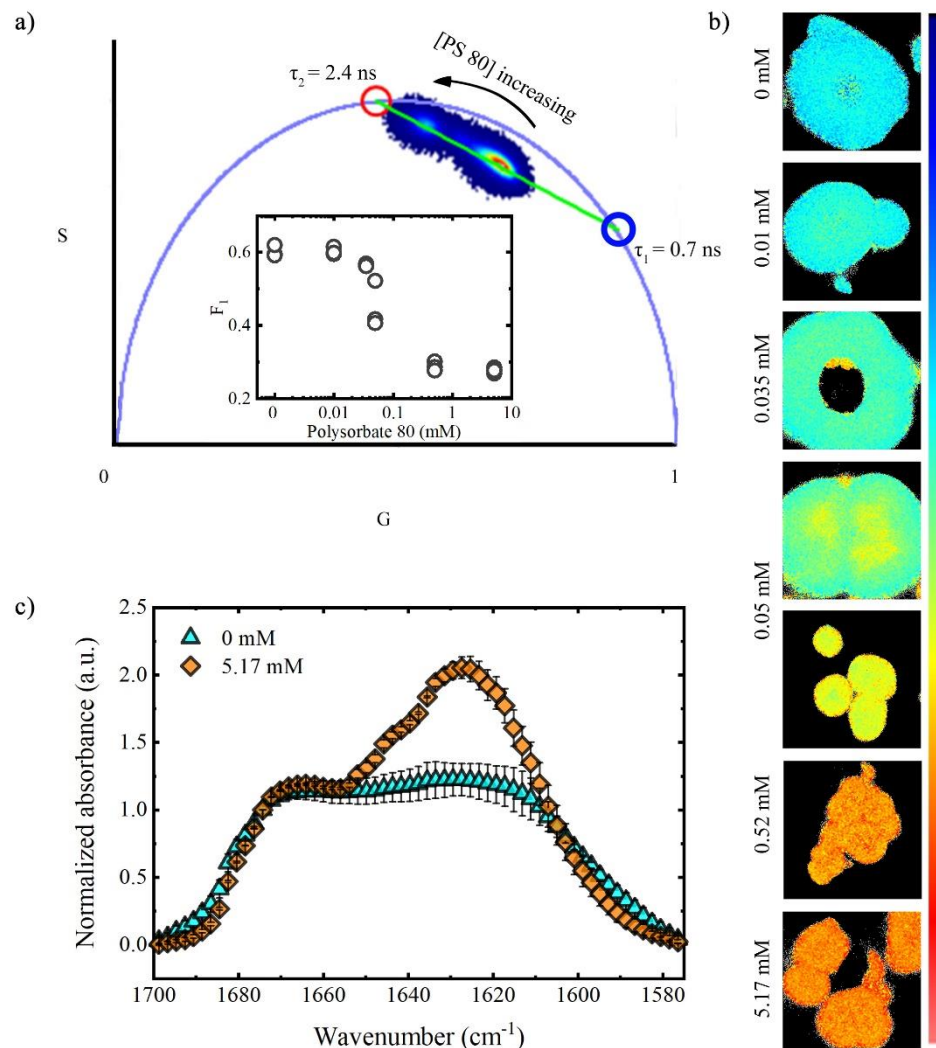 a)
b)
[PS 80] increasing
τ2 = 2.4 ns
τ1 = 0.7 ns
S
0.6
0.4
0.2
F1
0
0.01
0.1
1
10
Polysorbate 80 (mM)
0
1
G
0 mM
0.01 mM
0.035 mM
0.05 mM
0.52 mM
5.17 mM
c)
2.5
2.0
1.5
1.0
0.5
0.0
Normalized absorbance (a.u.)
0 mM
5.17 mM
1700
1680
1660
1640
1620
1600
1580
Wavenumber (cm-1)